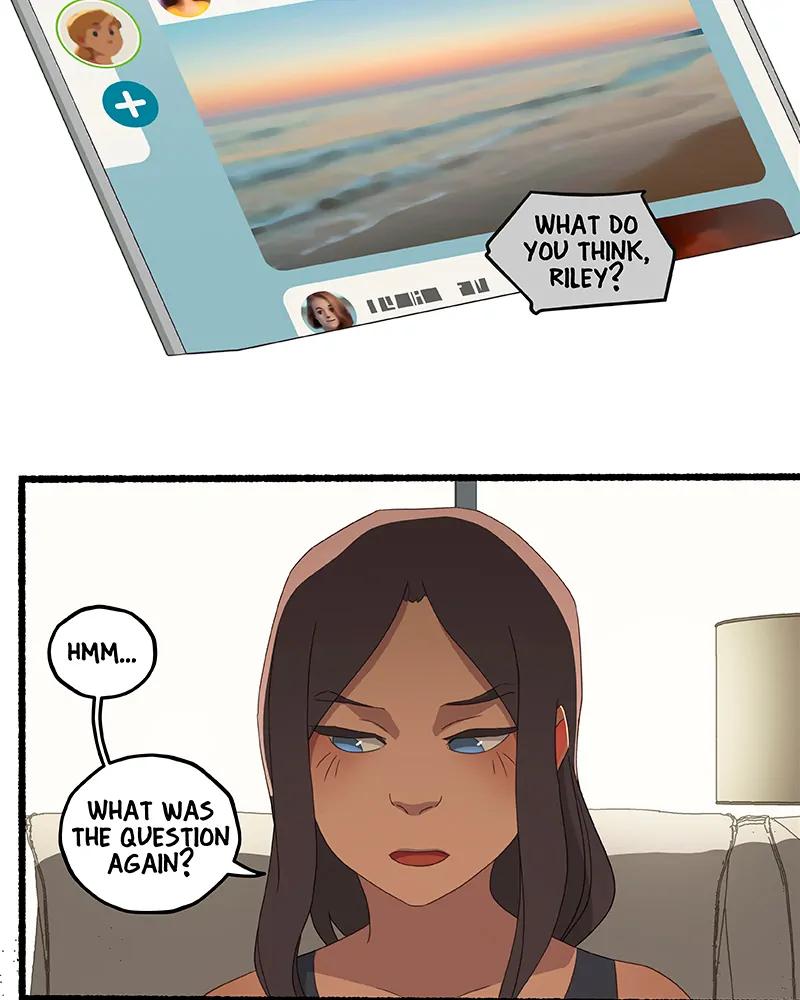 WHAT DO
YOU THINK,
RILEY?
HMM...
WHAT WAS
THE QUESTION
AGAIN?